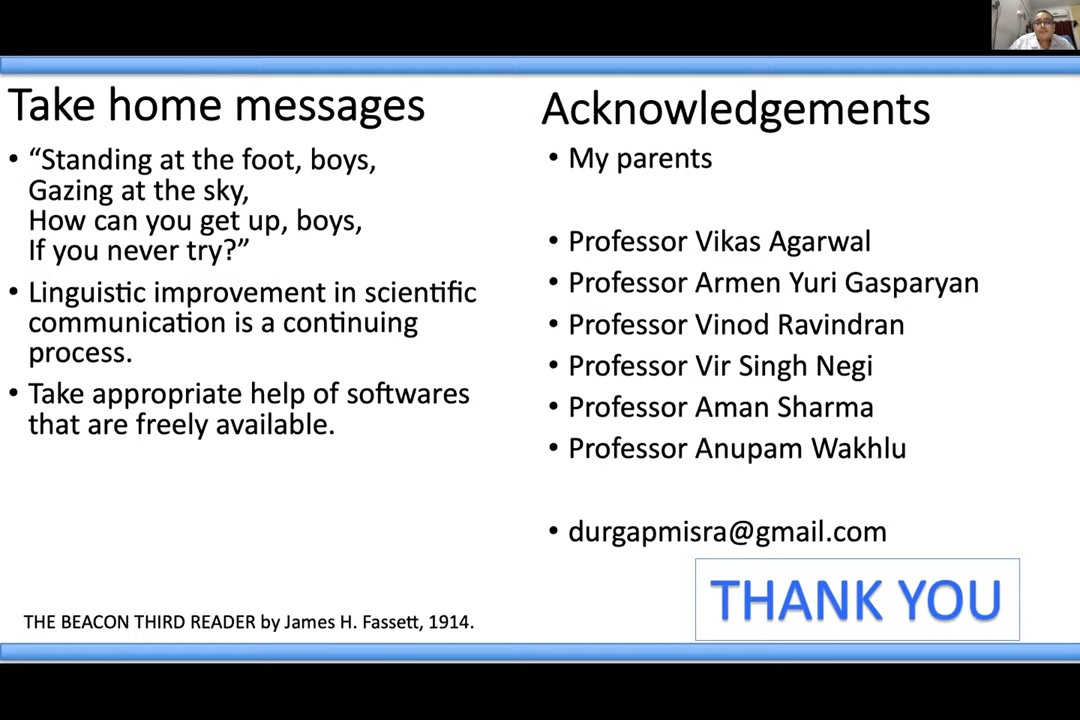 Take home messages
• “Standing at the foot, boys,
Gazing at the sky,
How can you get up, boys,
If you never try?”
• Linguistic improvement in scientific
communication is a continuing
process.
• Take appropriate help of softwares
that are freely available.
THE BEACON THIRD READER by James H. Fassett, 1914.
Acknowledgements
• My parents
• Professor Vikas Agarwal
• Professor Armen Yuri Gasparyan
• Professor Vinod Ravindran
• Professor Vir Singh Negi
• Professor Aman Sharma
• Professor Anupam Wakhlu
• durgapmisra@gmail.com
THANK YOU